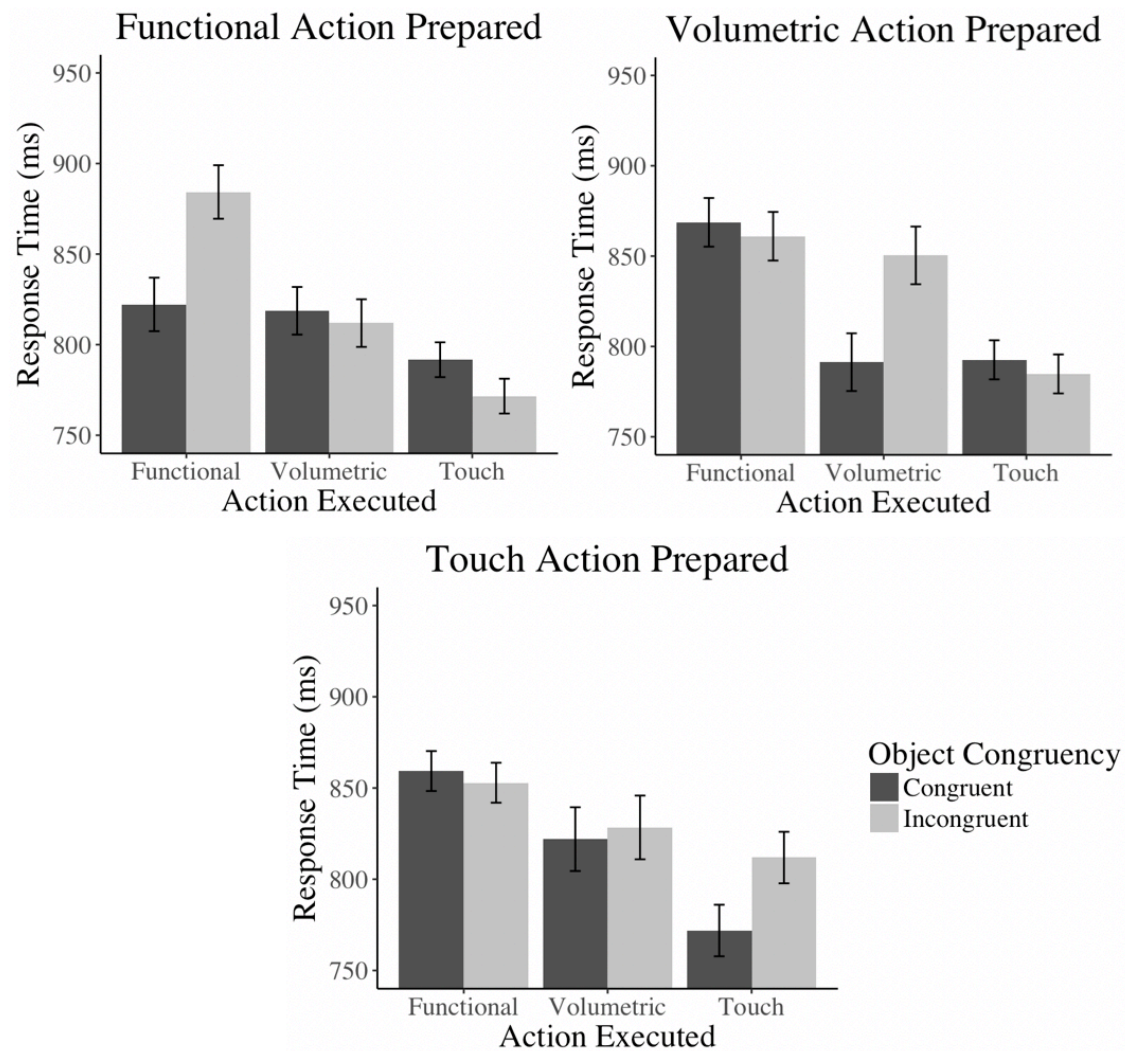 Functional Action Prepared
Response Time (ms)
950
900
850
800
750
Functional Volumetric Touch
Action Executed
Volumetric Action Prepared
Response Time (ms)
950
900
850
800
750
Functional Volumetric Touch
Action Executed
Touch Action Prepared
Response Time (ms)
950
900
850
800
750
Functional Volumetric Touch
Action Executed
Object Congruency
Congruent
Incongruent